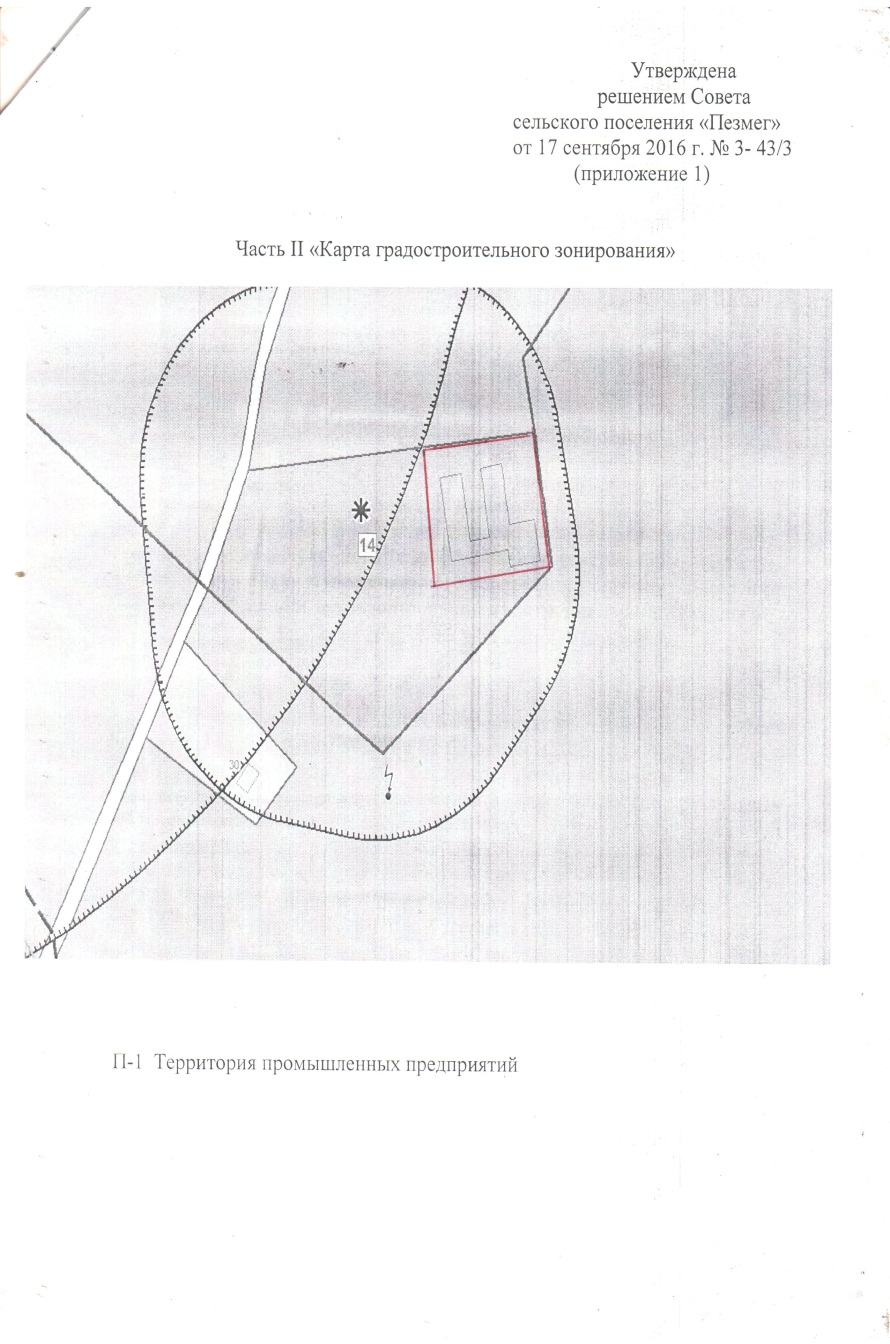 Утверждена
решением Совета
сельского поселения «Пезмег»
от 17 сентября 2016 г. № 3- 43/3
(приложение 1)
Часть II «Карта градостроительного зонирования»
14
30
П-1 Территория промышленных предприятий